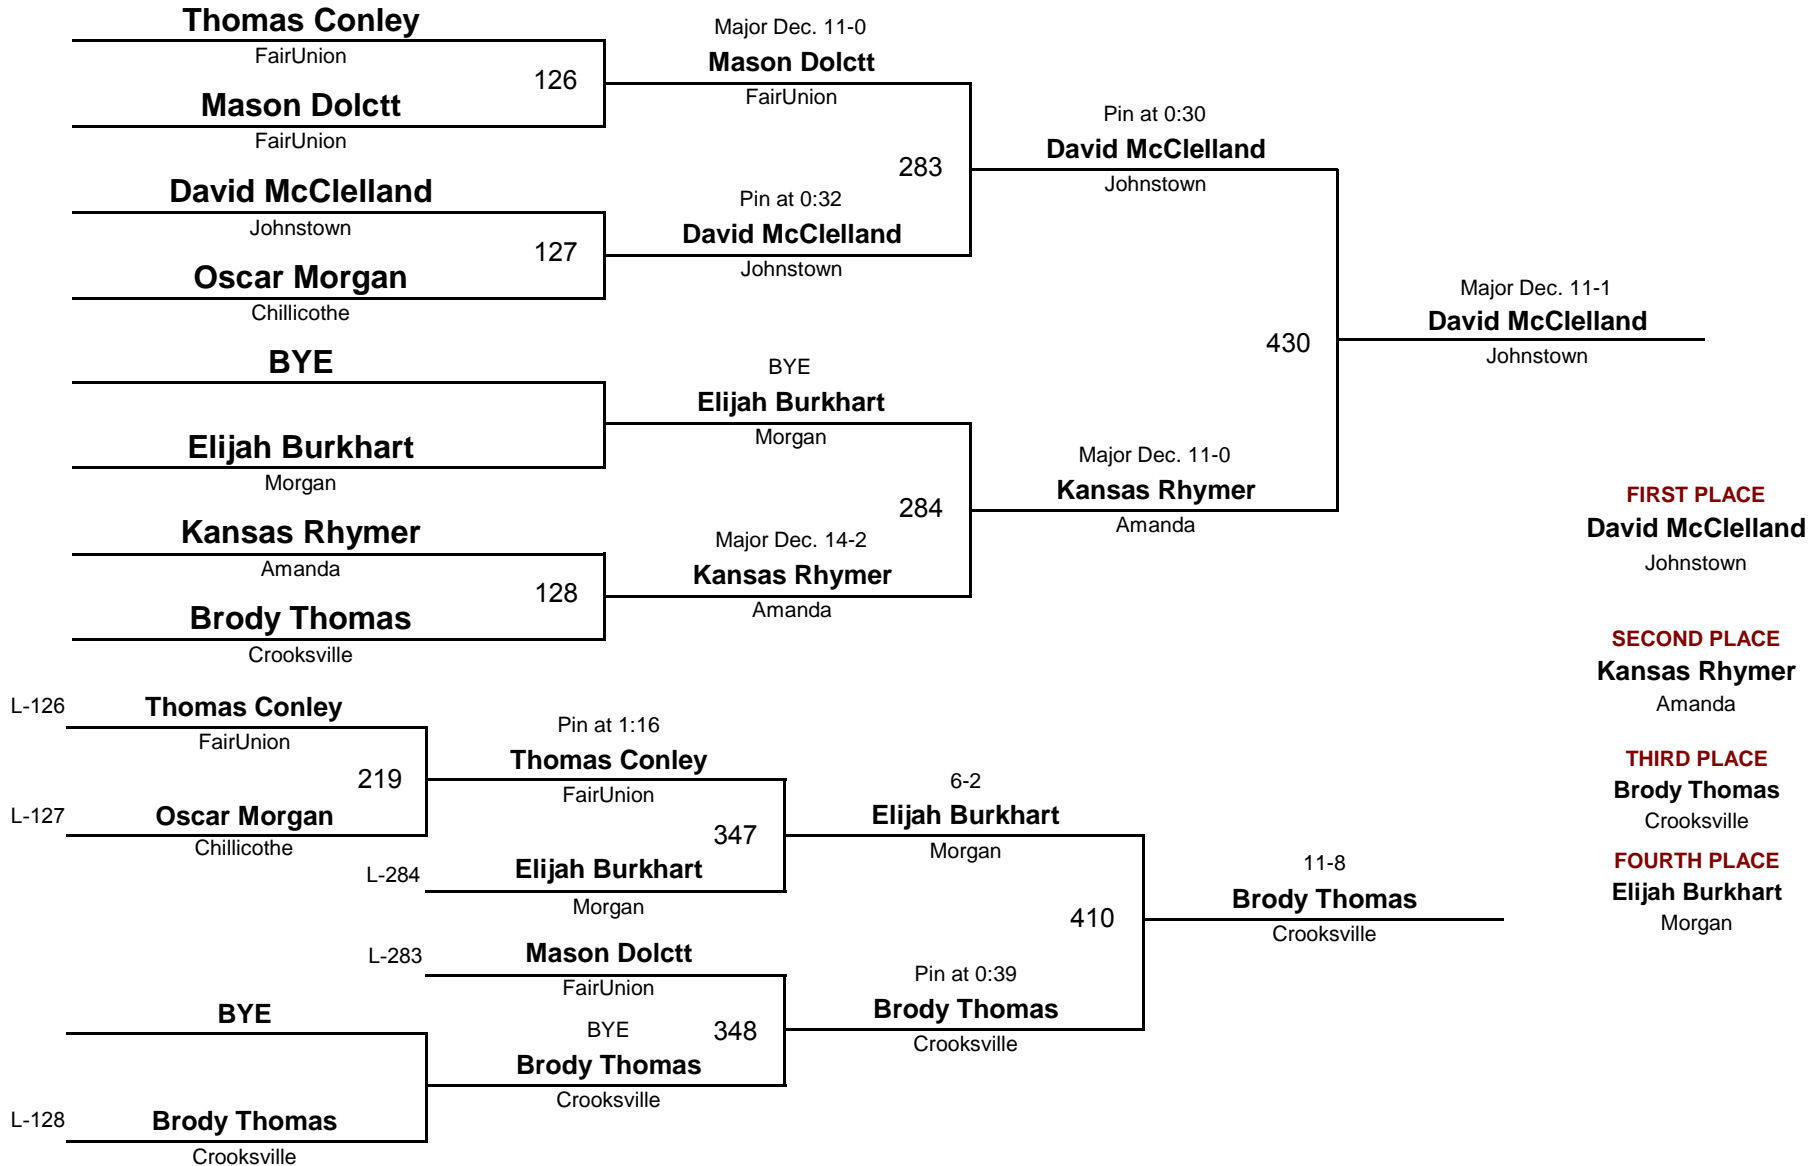 Thomas Conley
FairUnion
126
Mason Dolctt
FairUnion
Major Dec. 11-0
Mason Dolctt
FairUnion
283
David McClelland
Johnstown
127
Oscar Morgan
Chillicothe
Pin at 0:32
David McClelland
Johnstown
Pin at 0:30
David McClelland
Johnstown
430
BYE
Elijah Burkhart
Morgan
BYE
Elijah Burkhart
Morgan
284
Kansas Rhymer
Amanda
128
Brody Thomas
Crooksville
Major Dec. 14-2
Kansas Rhymer
Amanda
Major Dec. 11-0
Kansas Rhymer
Amanda
Major Dec. 11-1
David McClelland
Johnstown
FIRST PLACE
David McClelland
Johnstown
SECOND PLACE
Kansas Rhymer
Amanda
THIRD PLACE
Brody Thomas
Crooksville
FOURTH PLACE
Elijah Burkhart
Morgan
L-126
Thomas Conley
FairUnion
219
L-127
Oscar Morgan
Chillicothe
Pin at 1:16
Thomas Conley
FairUnion
347
L-284
Elijah Burkhart
Morgan
6-2
Elijah Burkhart
Morgan
410
L-283
Mason Dolctt
FairUnion
348
BYE
L-128
Brody Thomas
Crooksville
BYE
Brody Thomas
Crooksville
Pin at 0:39
Brody Thomas
Crooksville
11-8
Brody Thomas
Crooksville